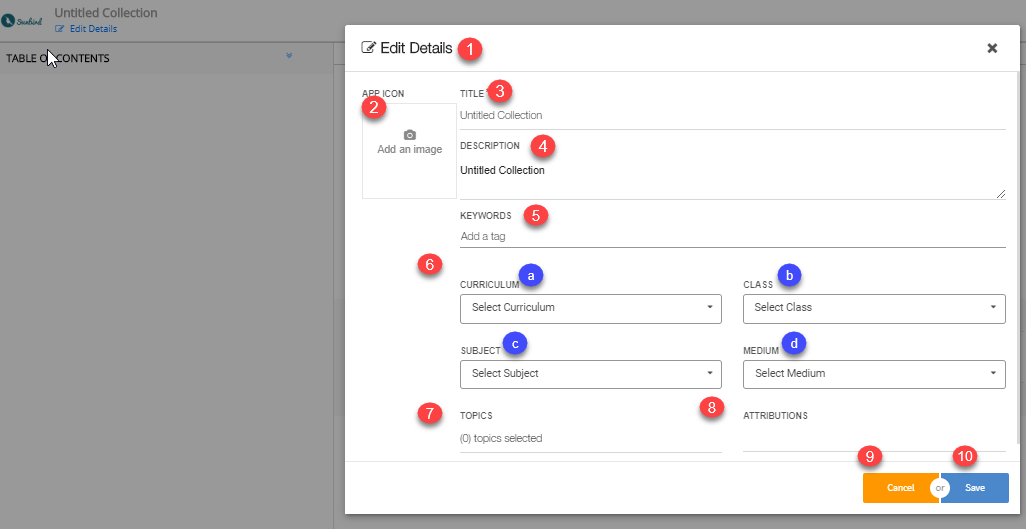 Sunbird
Untitled Collection
Edit Details
TABLE OF CONTENTS
Edit Details 1
APP ICON
2
Add an image
TITLE 3
Untitled Collection
DESCRIPTION 4
Untitled Collection
KEYWORDS 5
Add a tag
6
CURRICULUM a
Select Curriculum
CLASS b
Select Class
SUBJECT c
Select Subject
MEDIUM d
Select Medium
7 TOPICS
(0) topics selected
8 ATTRIBUTIONS
9 10
Cancel or Save